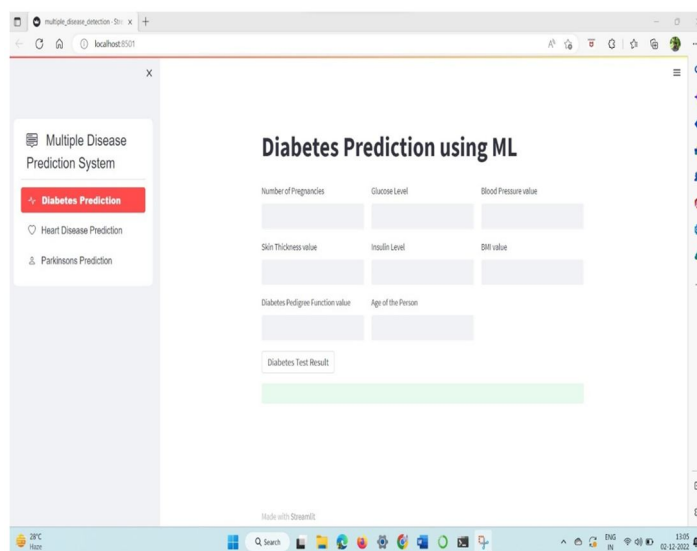 multiple_disease_detection · Str
localhost:8501
Multiple Disease
Prediction System
Diabetes Prediction
Heart Disease Prediction
Parkinsons Prediction
Diabetes Prediction using ML
Number of Pregnancies
Glucose Level
Blood Pressure value
Skin Thickness value
Insulin Level
BMI value
Diabetes Pedigree Function value
Age of the Person
Diabetes Test Result
Made with Streamlit
28°C
Haze
Search
ENG
IN
13:05
02-12-2023